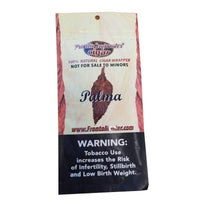 100% NATURAL CIGAR WRAPPER
NOT FOR SALE TO MINORS
Palma
WARNING:
Tobacco Use
increases the Risk
of Infertility, Stillbirth
and Low Birth Weight.